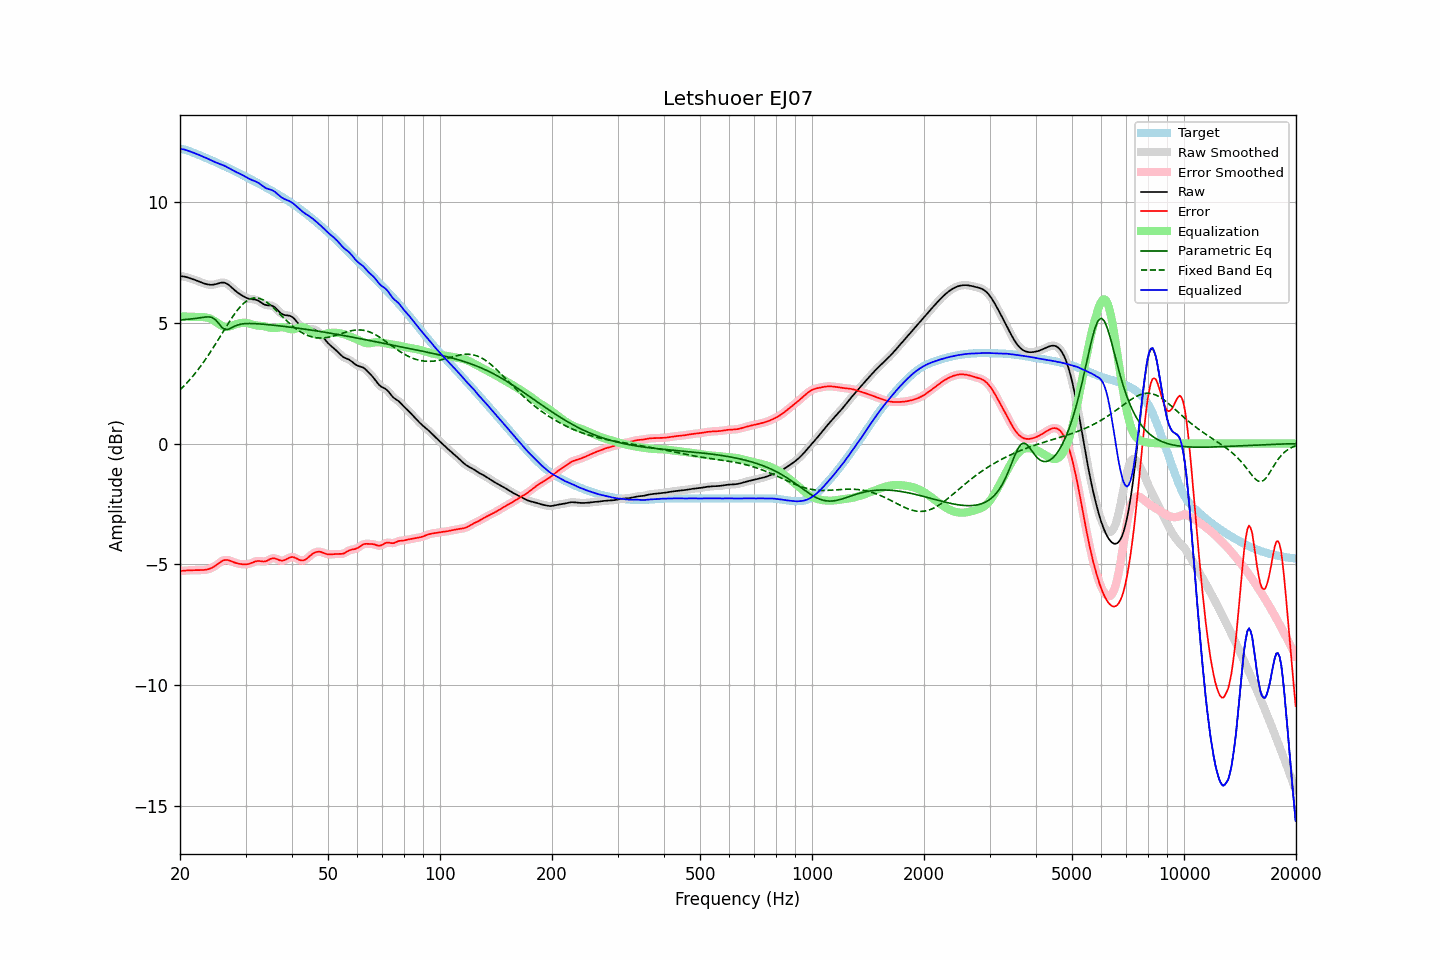 Letshuoer EJ07
Target
Raw Smoothed
Error Smoothed
Raw
Error
Equalization
Parametric Eq
Fixed Band Eq
Equalized
Amplitude (dBr)
10
5
0
−5
−10
−15
20 50 100 200 500 1000 2000 5000 10000 20000
Frequency (Hz)